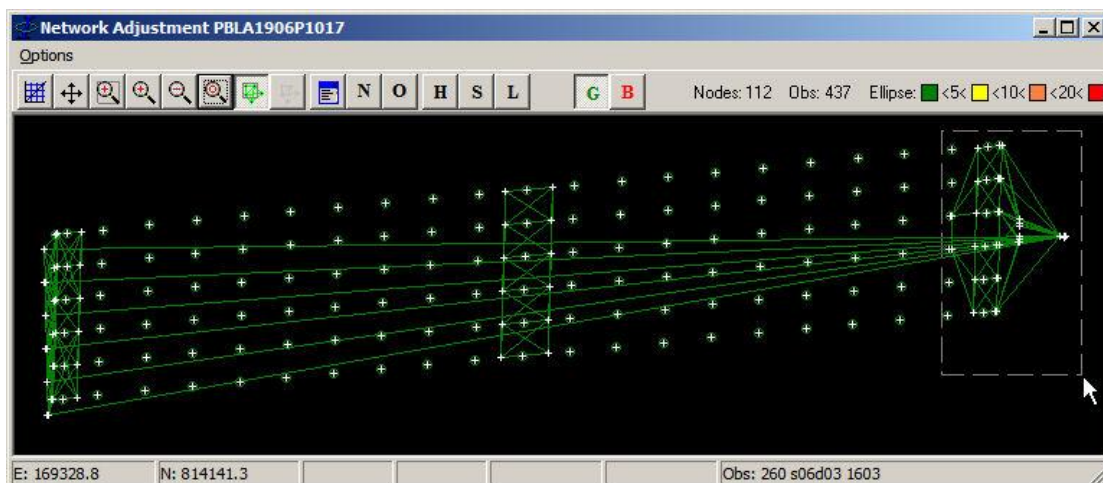 Network Adjustment PBLA1906P1017
Options
N O H S L G B Nodes: 112 Obs: 437 Ellipse: <5< <10< <20<
E: 169328.8 N: 814141.3 Obs: 260 s06d03 1603